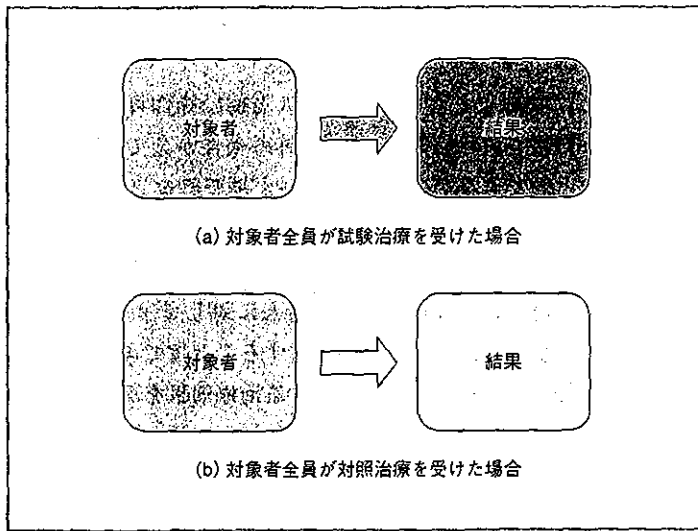 対象者
結果
(a) 対象者全員が試験治療を受けた場合
対象者
結果
(b) 対象者全員が対照治療を受けた場合